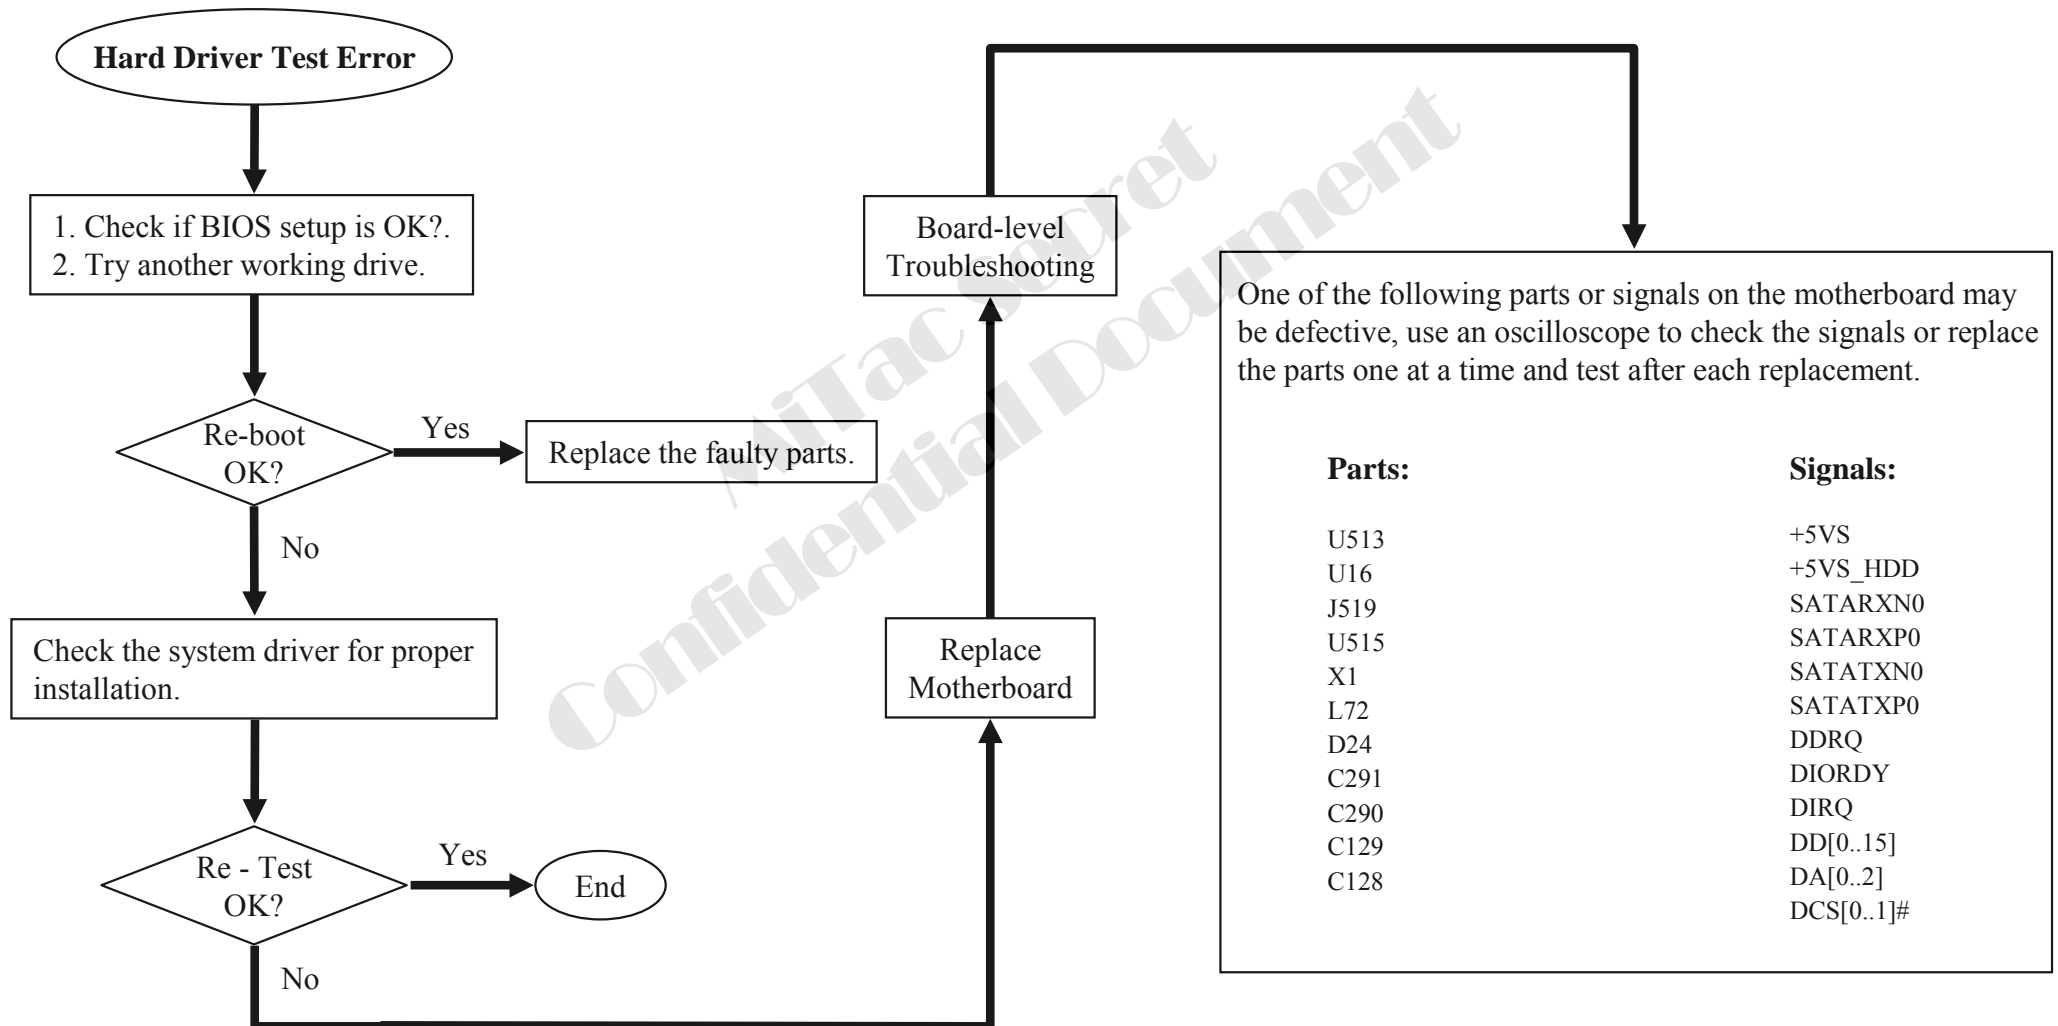 Hard Driver Test Error
1. Check if BIOS setup is OK?.
2. Try another working drive.
Re-boot
OK?
Yes
Replace the faulty parts.
No
Check the system driver for proper
installation.
Re - Test
OK?
Yes
End
No
Replace
Motherboard
Board-level
Troubleshooting
One of the following parts or signals on the motherboard may
be defective, use an oscilloscope to check the signals or replace
the parts one at a time and test after each replacement.
Parts:
U513
U16
J519
U515
X1
L72
D24
C291
C290
C129
C128
Signals:
+5VS
+5VS_HDD
SATARXN0
SATARXP0
SATATXN0
SATATXP0
DDRQ
DIORDY
DIRQ
DD[0..15]
DA[0..2]
DCS[0..1]#
MiTac Secret
Confidential Document